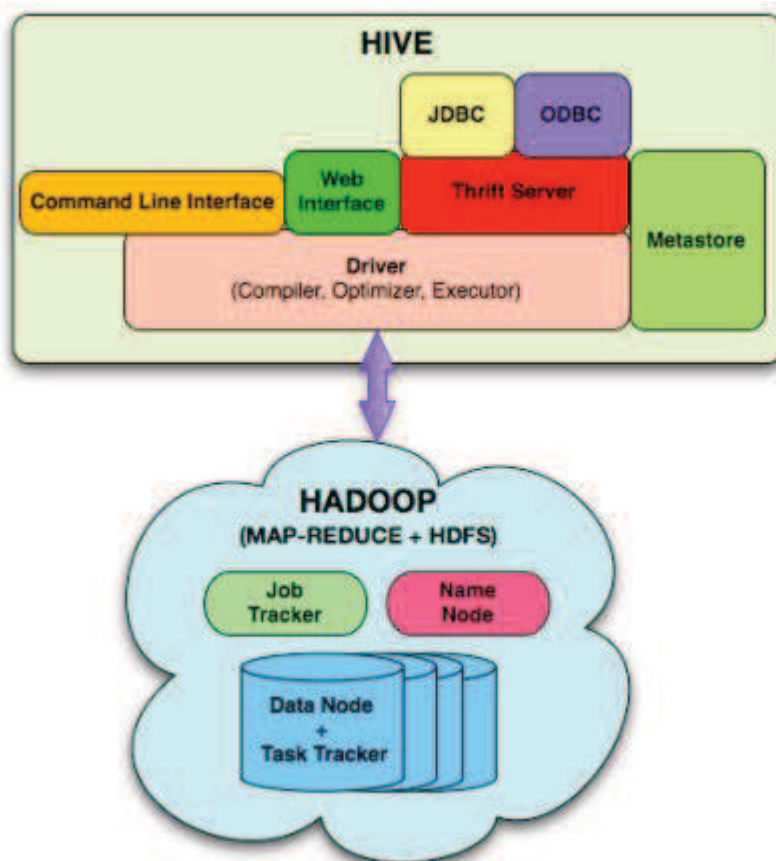 HIVE
JDBC
ODBC
Command Line Interface
Web
Interface
Thrift Server
Metastore
Driver
(Compiler, Optimizer, Executor)
HADOOP
(MAP-REDUCE + HDFS)
Job
Tracker
Name
Node
Data Node
+
Task Tracker